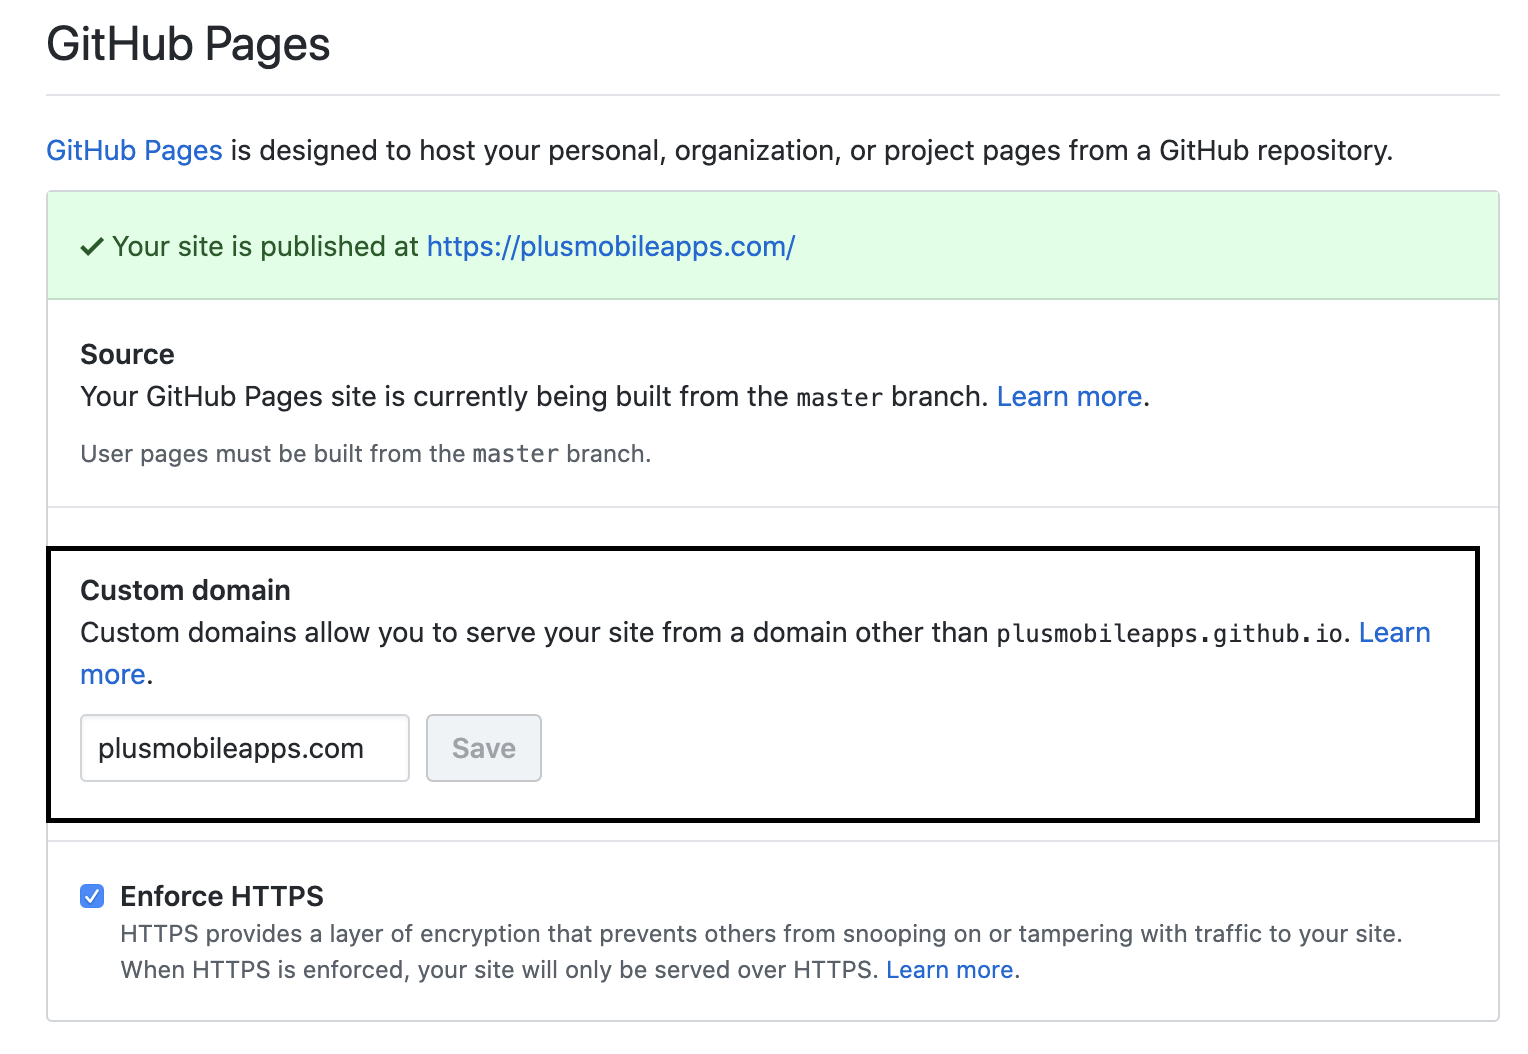 GitHub Pages
GitHub Pages is designed to host your personal, organization, or project pages from a GitHub repository.
✓ Your site is published at https://plusmobileapps.com/
Source
Your GitHub Pages site is currently being built from the master branch. Learn more.
User pages must be built from the master branch.
Custom domain
Custom domains allow you to serve your site from a domain other than plusmobileapps.github.io. Learn
more.
plusmobileapps.com Save
Enforce HTTPS
HTTPS provides a layer of encryption that prevents others from snooping on or tampering with traffic to your site.
When HTTPS is enforced, your site will only be served over HTTPS. Learn more.